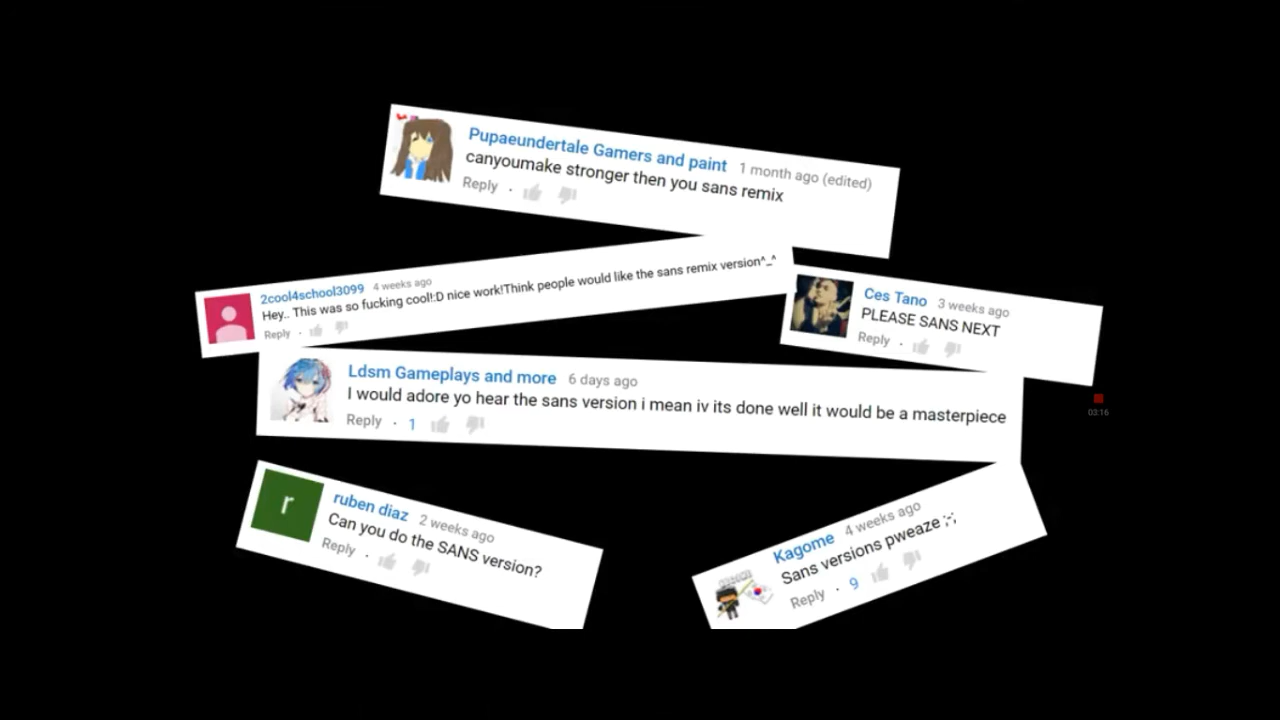 Pupaeundertale Gamers and paint 1 month ago (edited)
canyoumake stronger then you sans remix
Reply ·
2cool4school3099 4 weeks ago
Hey.. This was so fucking cool!:D nice work!Think people would like the sans remix version^_^
Reply ·
Ces Tano 3 weeks ago
PLEASE SANS NEXT
Reply ·
Ldsm Gameplays and more 6 days ago
I would adore yo hear the sans version i mean iv its done well it would be a masterpiece
Reply · 1
03:16
r
ruben diaz 2 weeks ago
Can you do the SANS version?
Reply ·
Kagome 4 weeks ago
Sans versions pweaze ;-;
Reply · 9